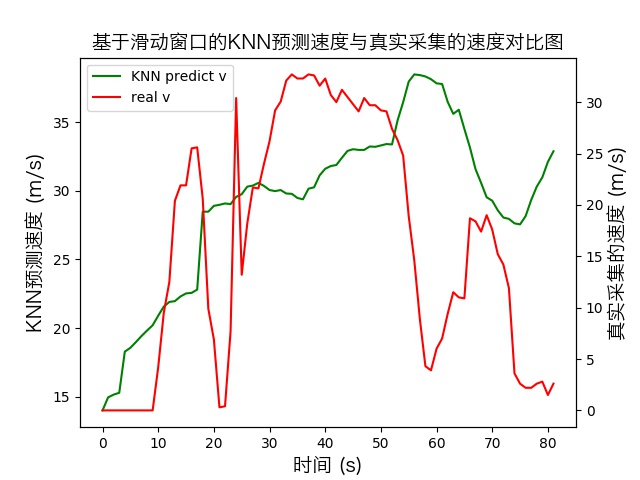 基于滑动窗口的KNN预测速度与真实采集的速度对比图
KNN predict v
real v
KNN预测速度 (m/s)
35
30
25
20
15
真实采集的速度 (m/s)
30
25
20
15
10
5
0
0 10 20 30 40 50 60 70 80
时间 (s)